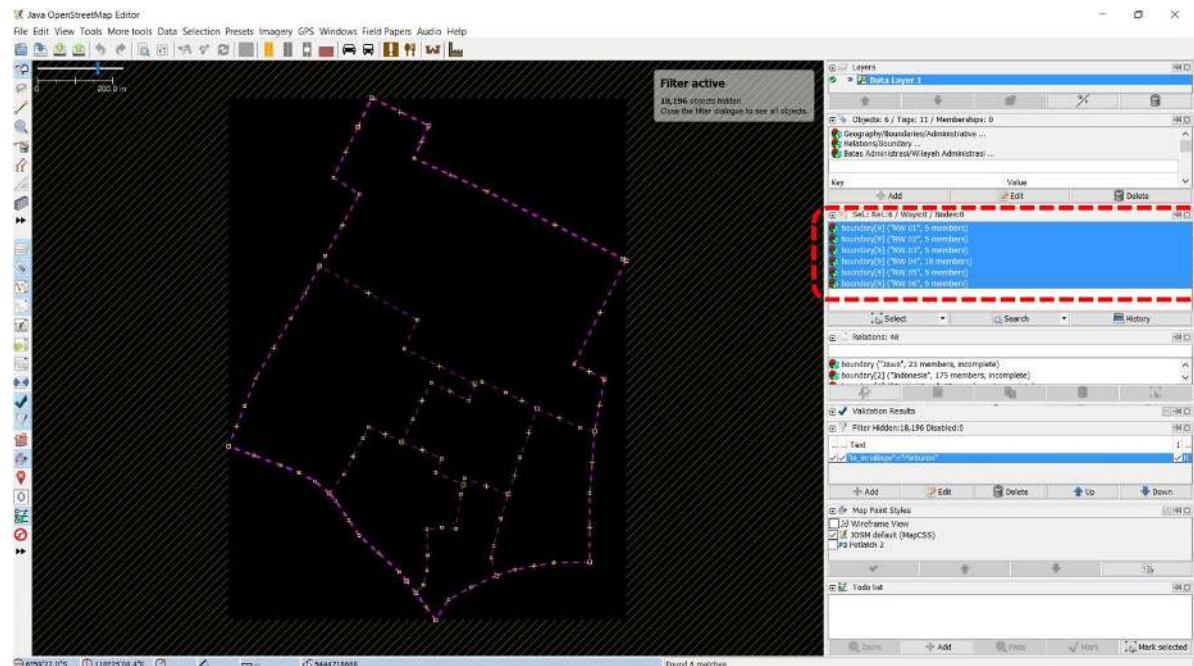 Java OpenStreetMap Editor
File Edit View Tools More tools Data Selection Presets Imagery GPS Windows Field Papers Audio Help
0 200.0 m
Filter active
18,196 objects hidden
Close the filter dialogue to see all objects.
Layers
Data Layer 1
Objects: 6 / Tags: 11 / Memberships: 0
Geography/Boundaries/Administrative ...
Relations/Boundary ...
Batas Administrasi/Wilayah Administrasi ...
Key Value
Add Edit Delete
Sel.: Rel.:6 / Ways:0 / Nodes:0
boundary[9] ("RW 01", 5 members)
boundary[9] ("RW 02", 5 members)
boundary[9] ("RW 03", 5 members)
boundary[9] ("RW 04", 10 members)
boundary[9] ("RW 05", 5 members)
boundary[9] ("RW 06", 5 members)
Select Search History
Relations: 48
boundary ("Jawa", 23 members, incomplete)
boundary[2] ("Indonesia", 175 members, incomplete)
Validation Results
Filter Hidden:18,196 Disabled:0
... Text
"is_in:village"="Pleburan"
Add Edit Delete Up Down
Map Paint Styles
Wireframe View
JOSM default (MapCSS)
Potlatch 2
Todo list
Zoom Add Pass Mark Mark selected
5444718668
Found 6 matches